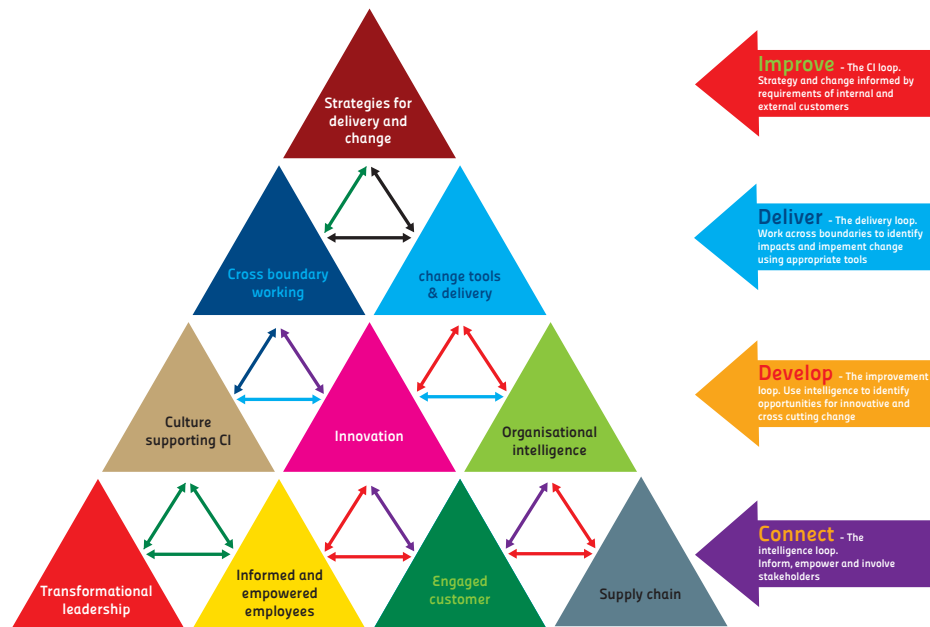 Strategies for
delivery and
change
Improve - The CI loop.
Strategy and change informed by
requirements of internal and
external customers
Cross boundary
working
change tools
& delivery
Deliver - The delivery loop.
Work across boundaries to identify
impacts and impement change
using appropriate tools
Culture
supporting CI
Innovation
Organisational
intelligence
Develop - The improvement
loop. Use intelligence to identify
opportunities for innovative and
cross cutting change
Transformational
leadership
Informed and
empowered
employees
Engaged
customer
Supply chain
Connect - The
intelligence loop.
Inform, empower and involve
stakeholders